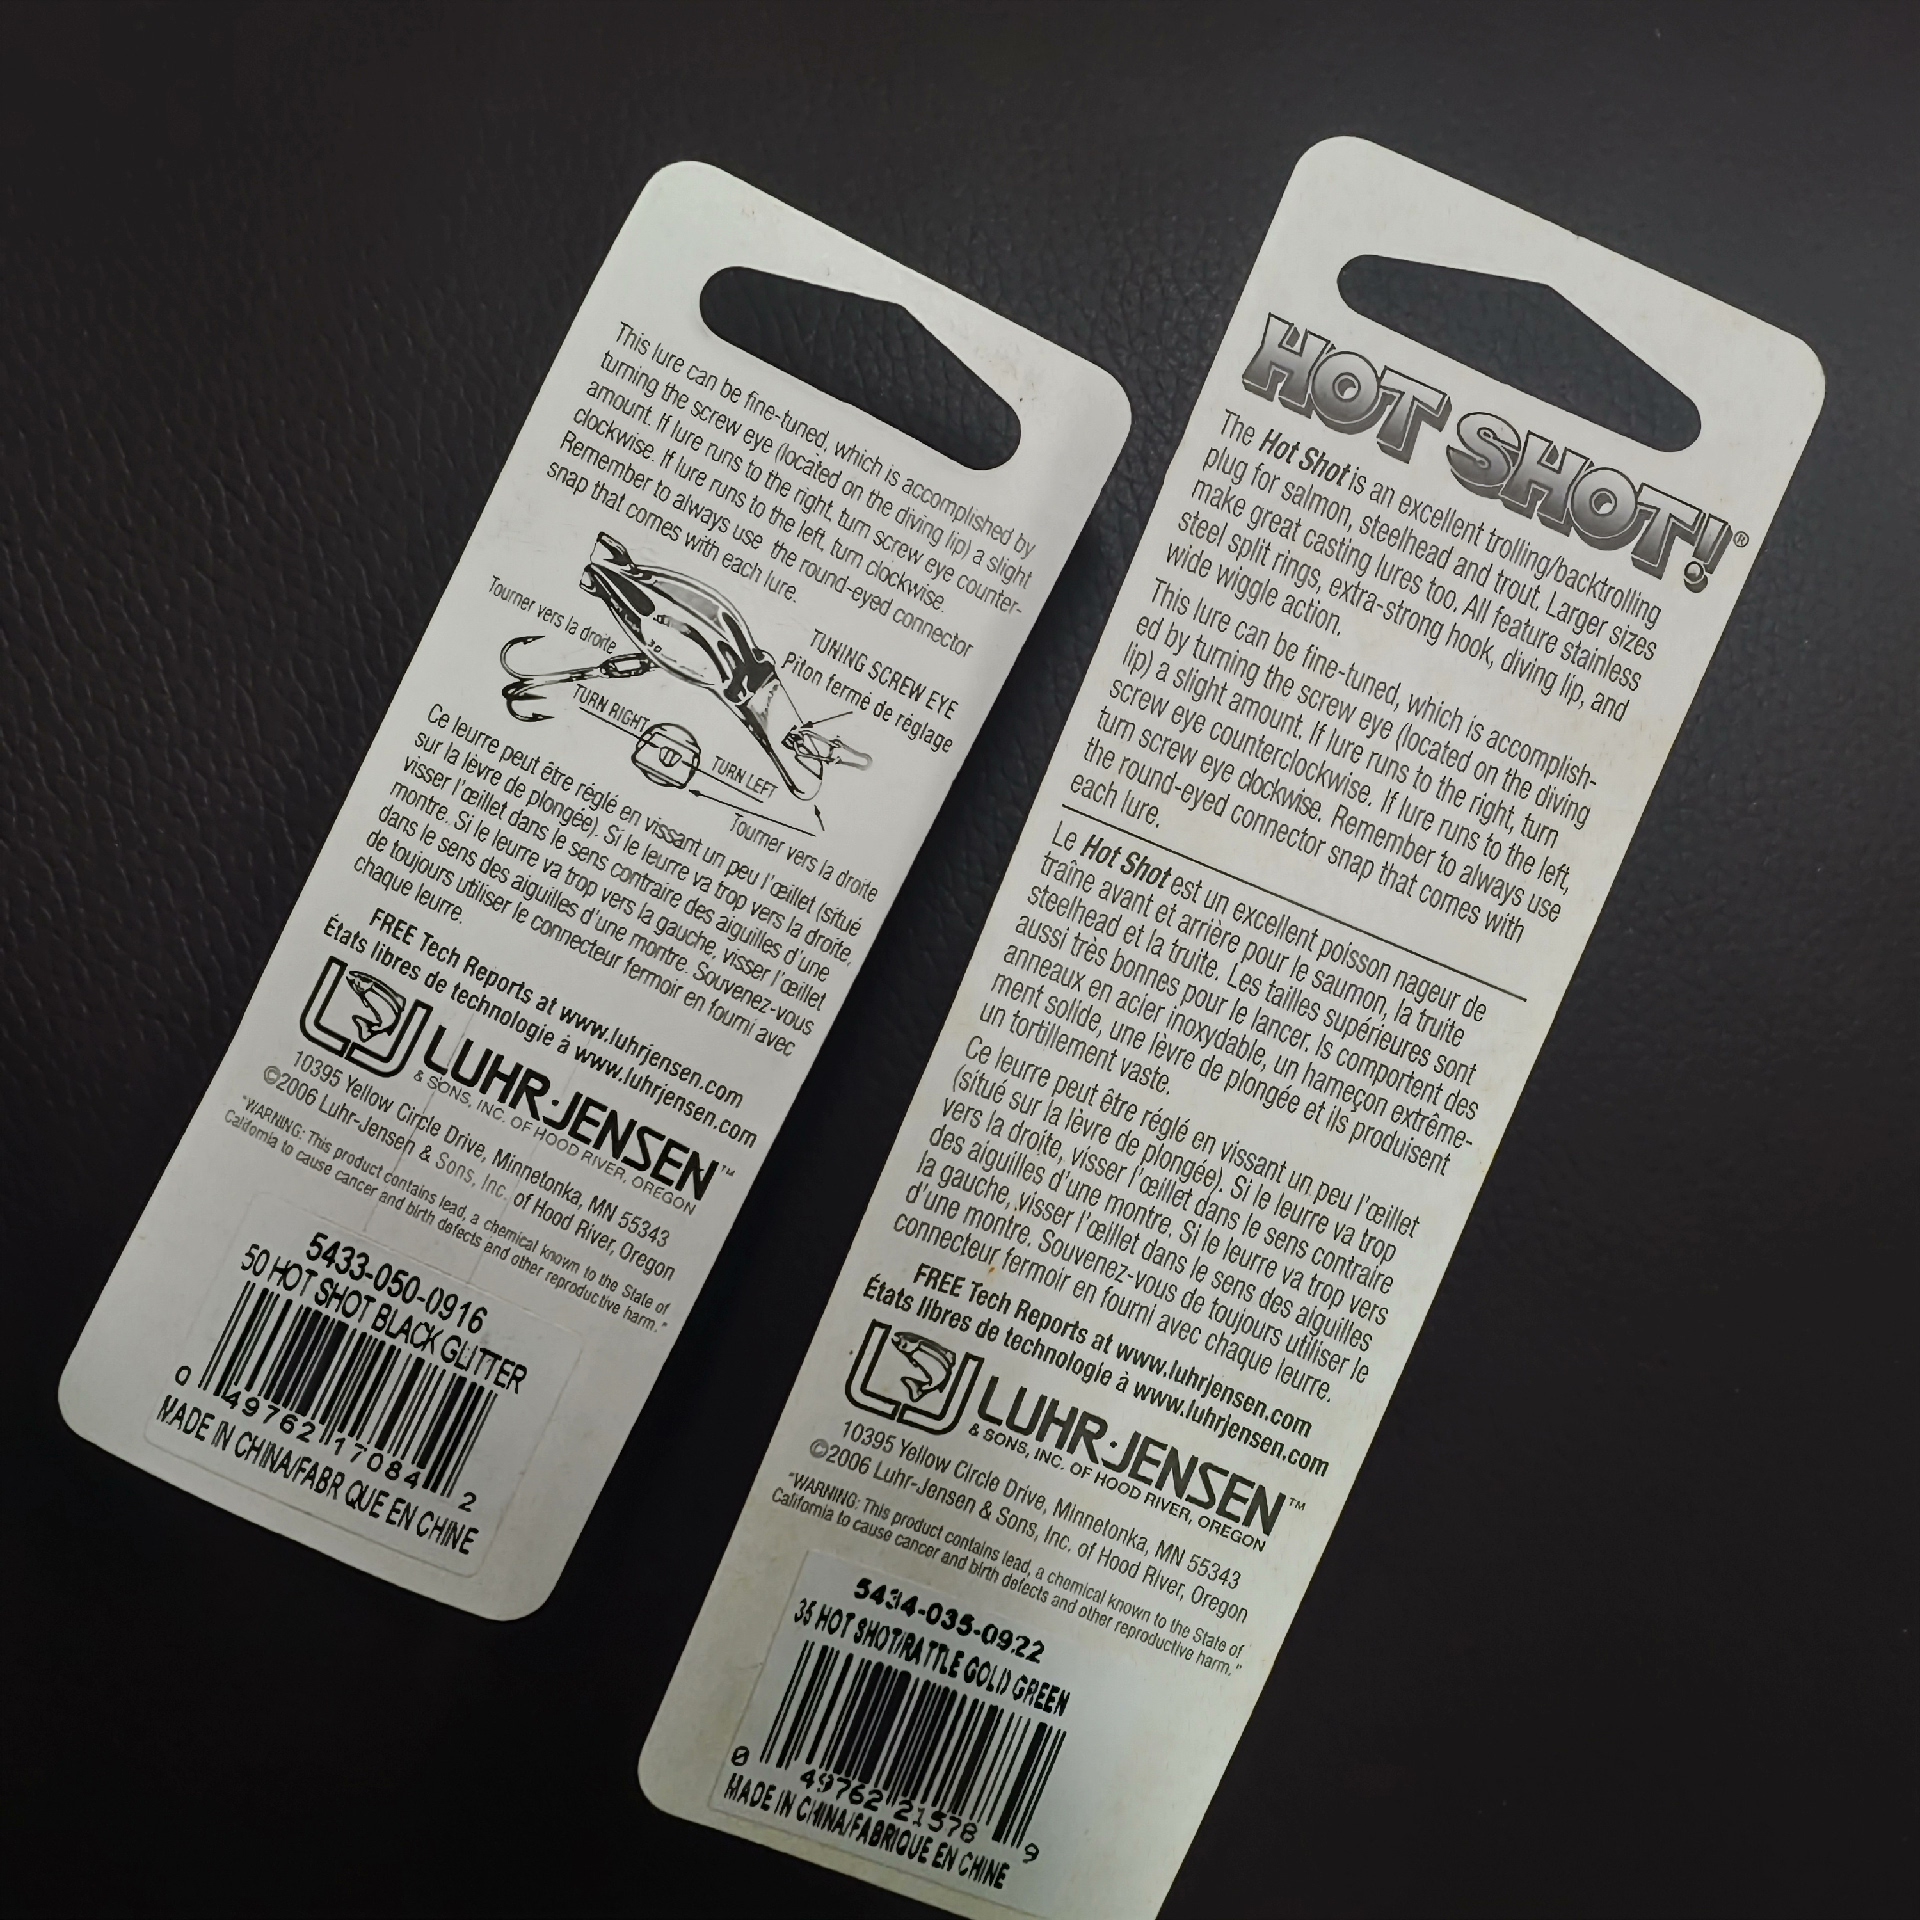 This lure can be fine-tuned, which is accomplished by
turning the screw eye (located on the diving lip) a slight
amount. If lure runs to the right, turn screw eye counter-
clockwise. If lure runs to the left, turn clockwise.
Remember to always use the round-eyed connector
snap that comes with each lure.
Tourner vers la droite
TUNING SCREW EYE
Piton fermé de réglage
TURN RIGHT
TURN LEFT
Tourner vers la droite
Ce leurre peut être réglé en vissant un peu l'œillet (situé
sur la lèvre de plongée). Si le leurre va trop vers la droite,
visser l'œillet dans le sens contraire des aiguilles d'une
montre. Si le leurre va trop vers la gauche, visser l'œillet
dans le sens des aiguilles d'une montre. Souvenez-vous
de toujours utiliser le connecteur fermoir en fourni avec
chaque leurre.
FREE Tech Reports at www.luhrjensen.com
États libres de technologie à www.luhrjensen.com
LJ LUHR·JENSEN™
& SONS, INC. OF HOOD RIVER, OREGON
10395 Yellow Circle Drive, Minnetonka, MN 55343
©2006 Luhr-Jensen & Sons, Inc. of Hood River, Oregon
"WARNING: This product contains lead, a chemical known to the State of
California to cause cancer and birth defects and other reproductive harm."
5433-050-0916
50 HOT SHOT BLACK GLITTER
0 49762 17084 2
MADE IN CHINA/FABR QUE EN CHINE
HOT SHOT!®
The Hot Shot is an excellent trolling/backtrolling
plug for salmon, steelhead and trout. Larger sizes
make great casting lures too. All feature stainless
steel split rings, extra-strong hook, diving lip, and
wide wiggle action.
This lure can be fine-tuned, which is accomplish-
ed by turning the screw eye (located on the diving
lip) a slight amount. If lure runs to the right, turn
screw eye counterclockwise. If lure runs to the left,
turn screw eye clockwise. Remember to always use
the round-eyed connector snap that comes with
each lure.
Le Hot Shot est un excellent poisson nageur de
traîne avant et arrière pour le saumon, la truite
steelhead et la truite. Les tailles supérieures sont
aussi très bonnes pour le lancer. Is comportent des
anneaux en acier inoxydable, un hameçon extrême-
ment solide, une lèvre de plongée et ils produisent
un tortillement vaste.
Ce leurre peut être réglé en vissant un peu l'œillet
(situé sur la lèvre de plongée). Si le leurre va trop
vers la droite, visser l'œillet dans le sens contraire
des aiguilles d'une montre. Si le leurre va trop vers
la gauche, visser l'œillet dans le sens des aiguilles
d'une montre. Souvenez-vous de toujours utiliser le
connecteur fermoir en fourni avec chaque leurre.
FREE Tech Reports at www.luhrjensen.com
États libres de technologie à www.luhrjensen.com
LJ LUHR·JENSEN™
& SONS, INC. OF HOOD RIVER, OREGON
10395 Yellow Circle Drive, Minnetonka, MN 55343
©2006 Luhr-Jensen & Sons, Inc. of Hood River, Oregon
"WARNING: This product contains lead, a chemical known to the State of
California to cause cancer and birth defects and other reproductive harm."
5434-035-0922
35 HOT SHOT/RATTLE GOLD GREEN
0 49762 21578 9
MADE IN CHINA/FABRIQUE EN CHINE